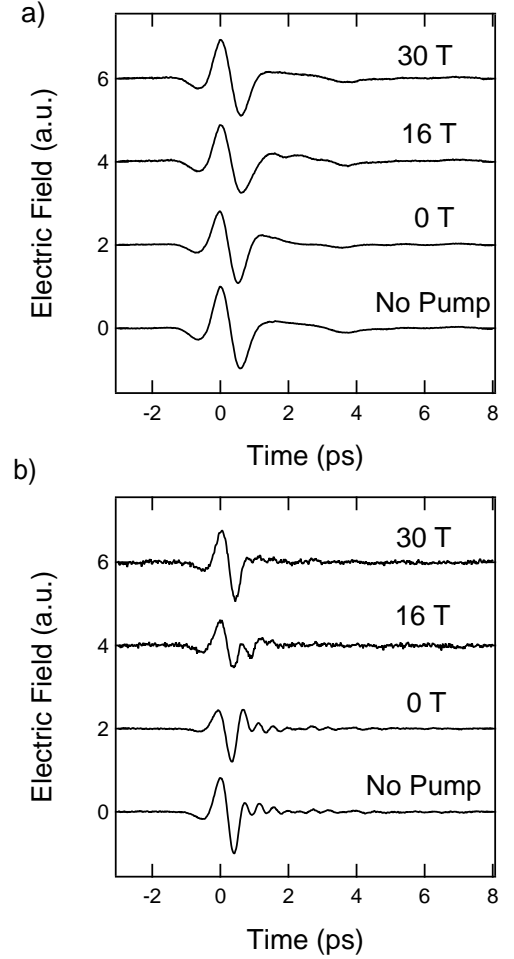 a)
Electric Field (a.u.)
6
4
2
0
30 T
16 T
0 T
No Pump
-2 0 2 4 6 8
Time (ps)
b)
Electric Field (a.u.)
6
4
2
0
30 T
16 T
0 T
No Pump
-2 0 2 4 6 8
Time (ps)